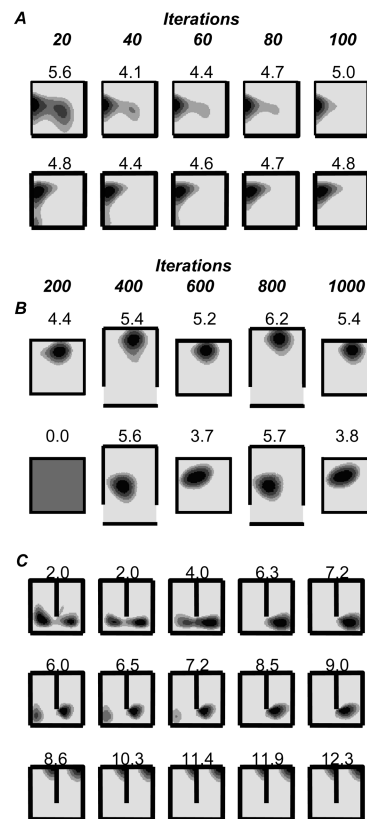 A Iterations
20 40 60 80 100
5.6 4.1 4.4 4.7 5.0
4.8 4.4 4.6 4.7 4.8
Iterations
200 400 600 800 1000
B
4.4 5.4 5.2 6.2 5.4
0.0 5.6 3.7 5.7 3.8
C
2.0 2.0 4.0 6.3 7.2
6.0 6.5 7.2 8.5 9.0
8.6 10.3 11.4 11.9 12.3